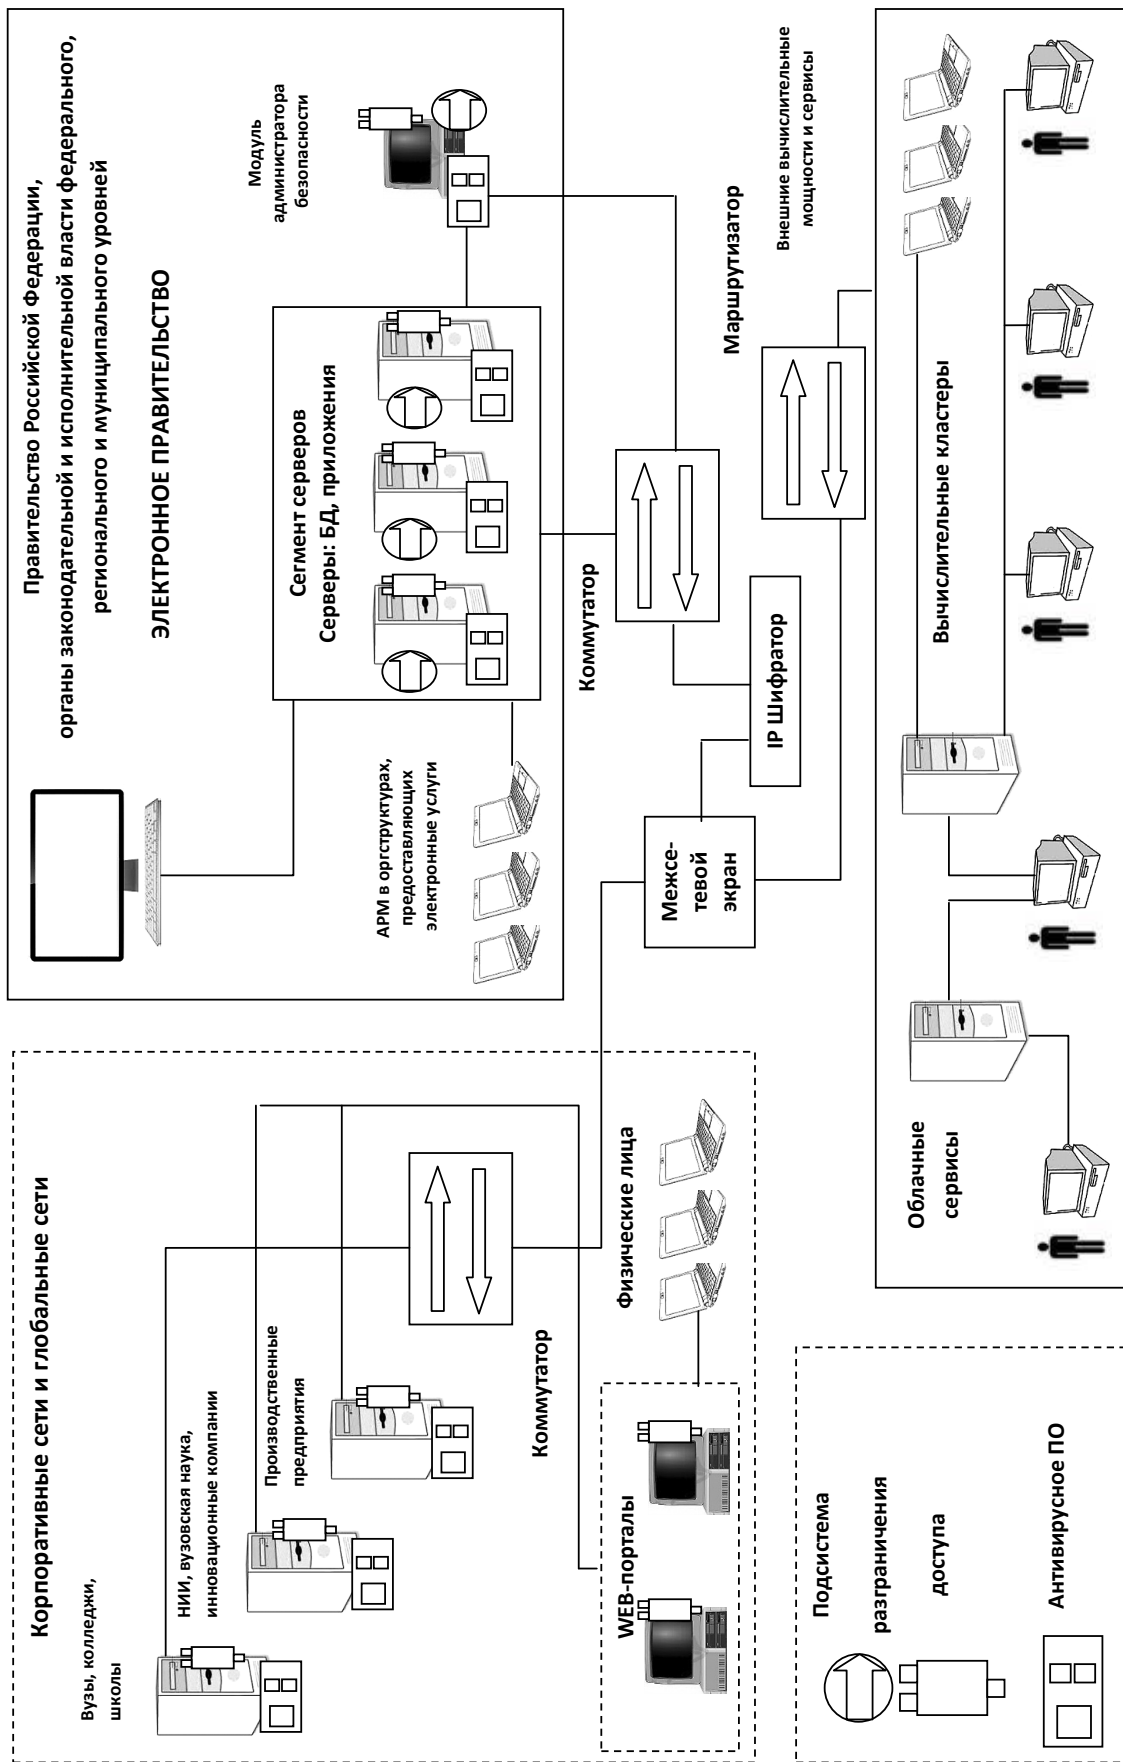 Корпоративные сети и глобальные сети
Вузы, колледжи,
школы
НИИ, вузовская наука,
инновационные компании
Производственные
предприятия
Коммутатор
WEB-порталы
Физические лица
Подсистема
разграничения
доступа
Антивирусное ПО
Правительство Российской Федерации,
органы законодательной и исполнительной власти федерального,
регионального и муниципального уровней
ЭЛЕКТРОННОЕ ПРАВИТЕЛЬСТВО
Модуль
администратора
безопасности
Сегмент серверов
Серверы: БД, приложения
АРМ в оргструктурах,
предоставляющих
электронные услуги
Коммутатор
Межсе-
тевой
экран
IP Шифратор
Маршрутизатор
Внешние вычислительные
мощности и сервисы
Облачные
сервисы
Вычислительные кластеры